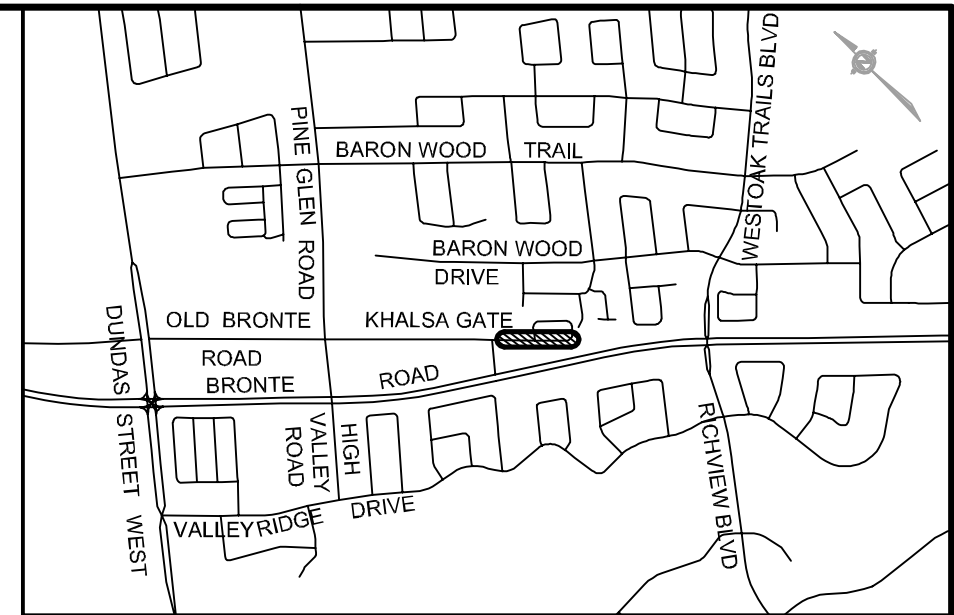 PINE GLEN ROAD
BARON WOOD TRAIL
WESTOAK TRAILS BLVD
BARON WOOD
DRIVE
OLD BRONTE
ROAD
KHALSA GATE
BRONTE ROAD
DUNDAS STREET WEST
HIGH
VALLEY
ROAD
VALLEYRIDGE DRIVE
RICHVIEW BLVD